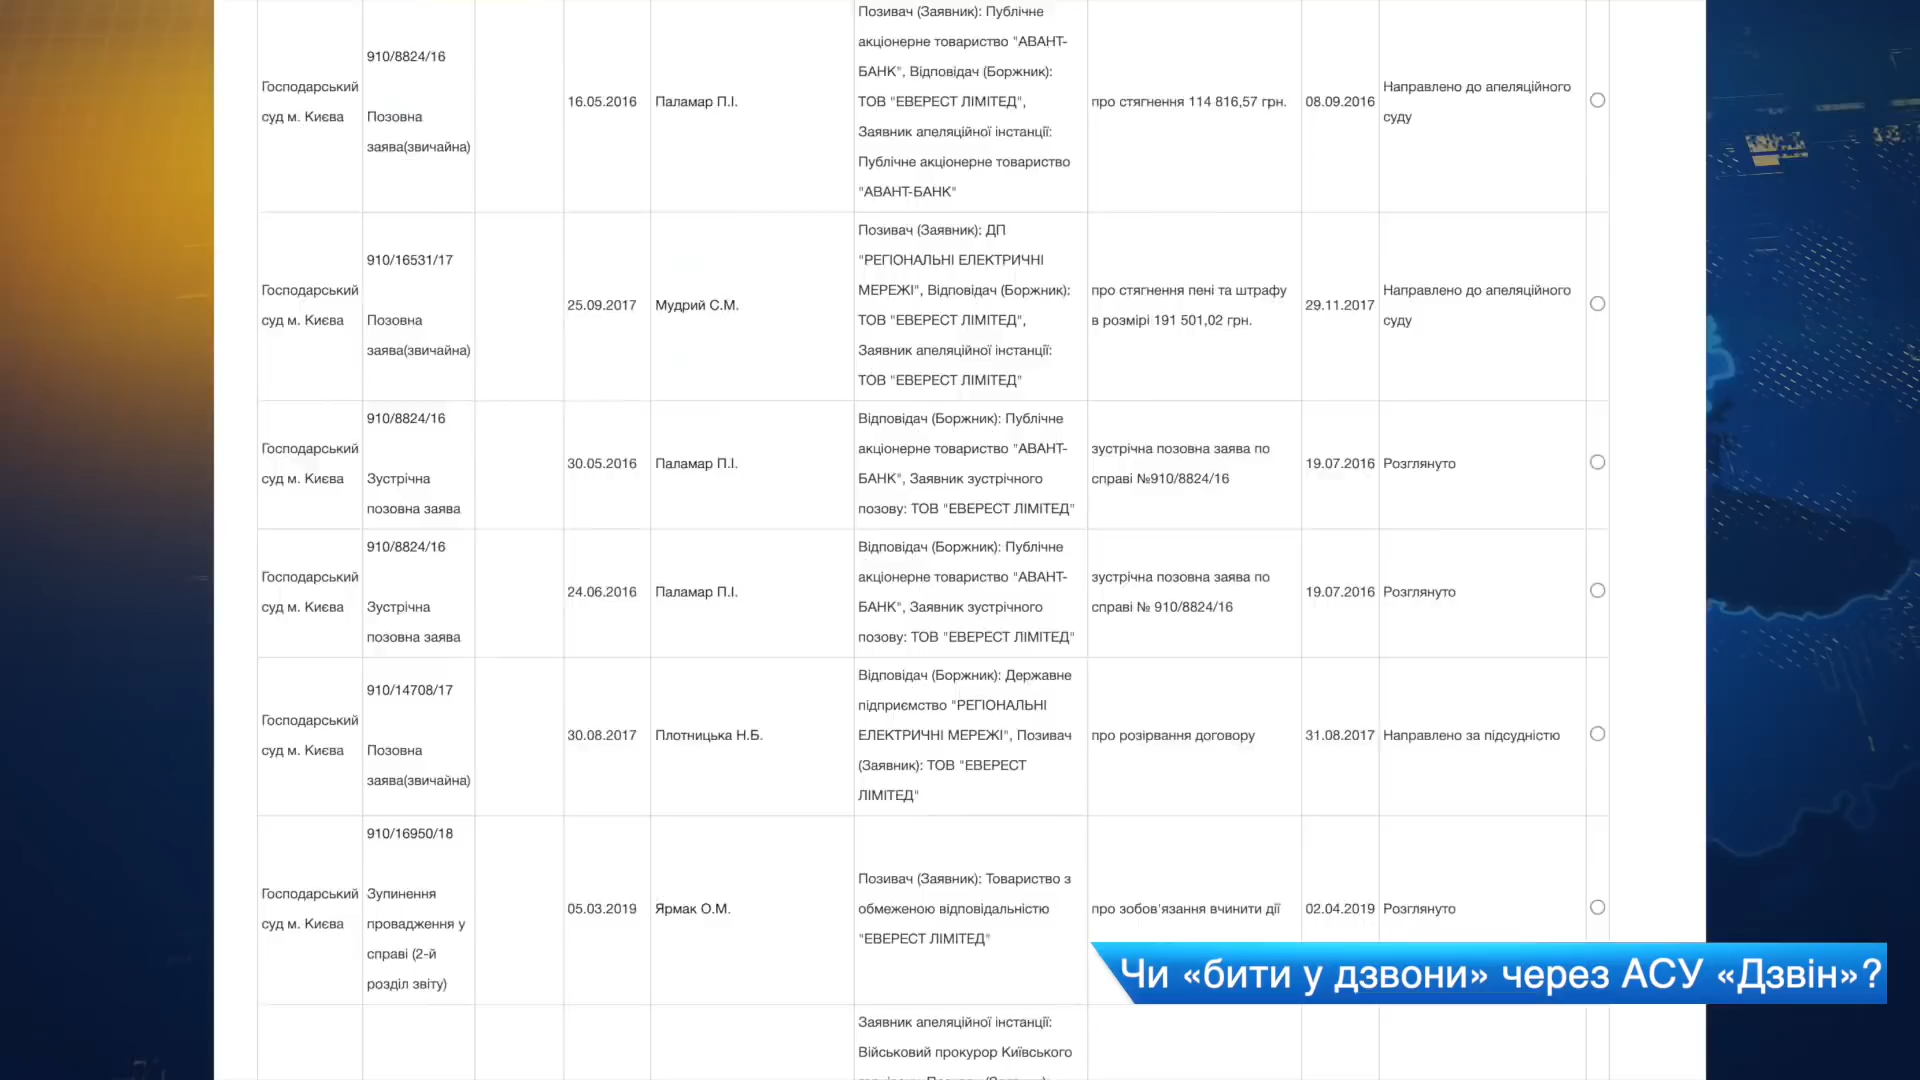 Господарський
суд м. Києва
910/8824/16
Позовна
заява(звичайна)
16.05.2016
Паламар П.І.
Позивач (Заявник): Публічне
акціонерне товариство "АВАНТ-
БАНК", Відповідач (Боржник):
ТОВ "ЕВЕРЕСТ ЛІМІТЕД",
Заявник апеляційної інстанції:
Публічне акціонерне товариство
"АВАНТ-БАНК"
про стягнення 114 816,57 грн.
08.09.2016
Направлено до апеляційного
суду
Господарський
суд м. Києва
910/16531/17
Позовна
заява(звичайна)
25.09.2017
Мудрий С.М.
Позивач (Заявник): ДП
"РЕГІОНАЛЬНІ ЕЛЕКТРИЧНІ
МЕРЕЖІ", Відповідач (Боржник):
ТОВ "ЕВЕРЕСТ ЛІМІТЕД",
Заявник апеляційної інстанції:
ТОВ "ЕВЕРЕСТ ЛІМІТЕД"
про стягнення пені та штрафу
в розмірі 191 501,02 грн.
29.11.2017
Направлено до апеляційного
суду
Господарський
суд м. Києва
910/8824/16
Зустрічна
позовна заява
30.05.2016
Паламар П.І.
Відповідач (Боржник): Публічне
акціонерне товариство "АВАНТ-
БАНК", Заявник зустрічного
позову: ТОВ "ЕВЕРЕСТ ЛІМІТЕД"
зустрічна позовна заява по
справі №910/8824/16
19.07.2016
Розглянуто
Господарський
суд м. Києва
910/8824/16
Зустрічна
позовна заява
24.06.2016
Паламар П.І.
Відповідач (Боржник): Публічне
акціонерне товариство "АВАНТ-
БАНК", Заявник зустрічного
позову: ТОВ "ЕВЕРЕСТ ЛІМІТЕД"
зустрічна позовна заява по
справі № 910/8824/16
19.07.2016
Розглянуто
Господарський
суд м. Києва
910/14708/17
Позовна
заява(звичайна)
30.08.2017
Плотницька Н.Б.
Відповідач (Боржник): Державне
підприємство "РЕГІОНАЛЬНІ
ЕЛЕКТРИЧНІ МЕРЕЖІ", Позивач
(Заявник): ТОВ "ЕВЕРЕСТ
ЛІМІТЕД"
про розірвання договору
31.08.2017
Направлено за підсудністю
Господарський
суд м. Києва
910/16950/18
Зупинення
провадження у
справі (2-й
розділ звіту)
05.03.2019
Ярмак О.М.
Позивач (Заявник): Товариство з
обмеженою відповідальністю
"ЕВЕРЕСТ ЛІМІТЕД"
про зобов'язання вчинити дії
02.04.2019
Розглянуто
Заявник апеляційної інстанції:
Військовий прокурор Київського
Чи «бити у дзвони» через АСУ «Дзвін»?